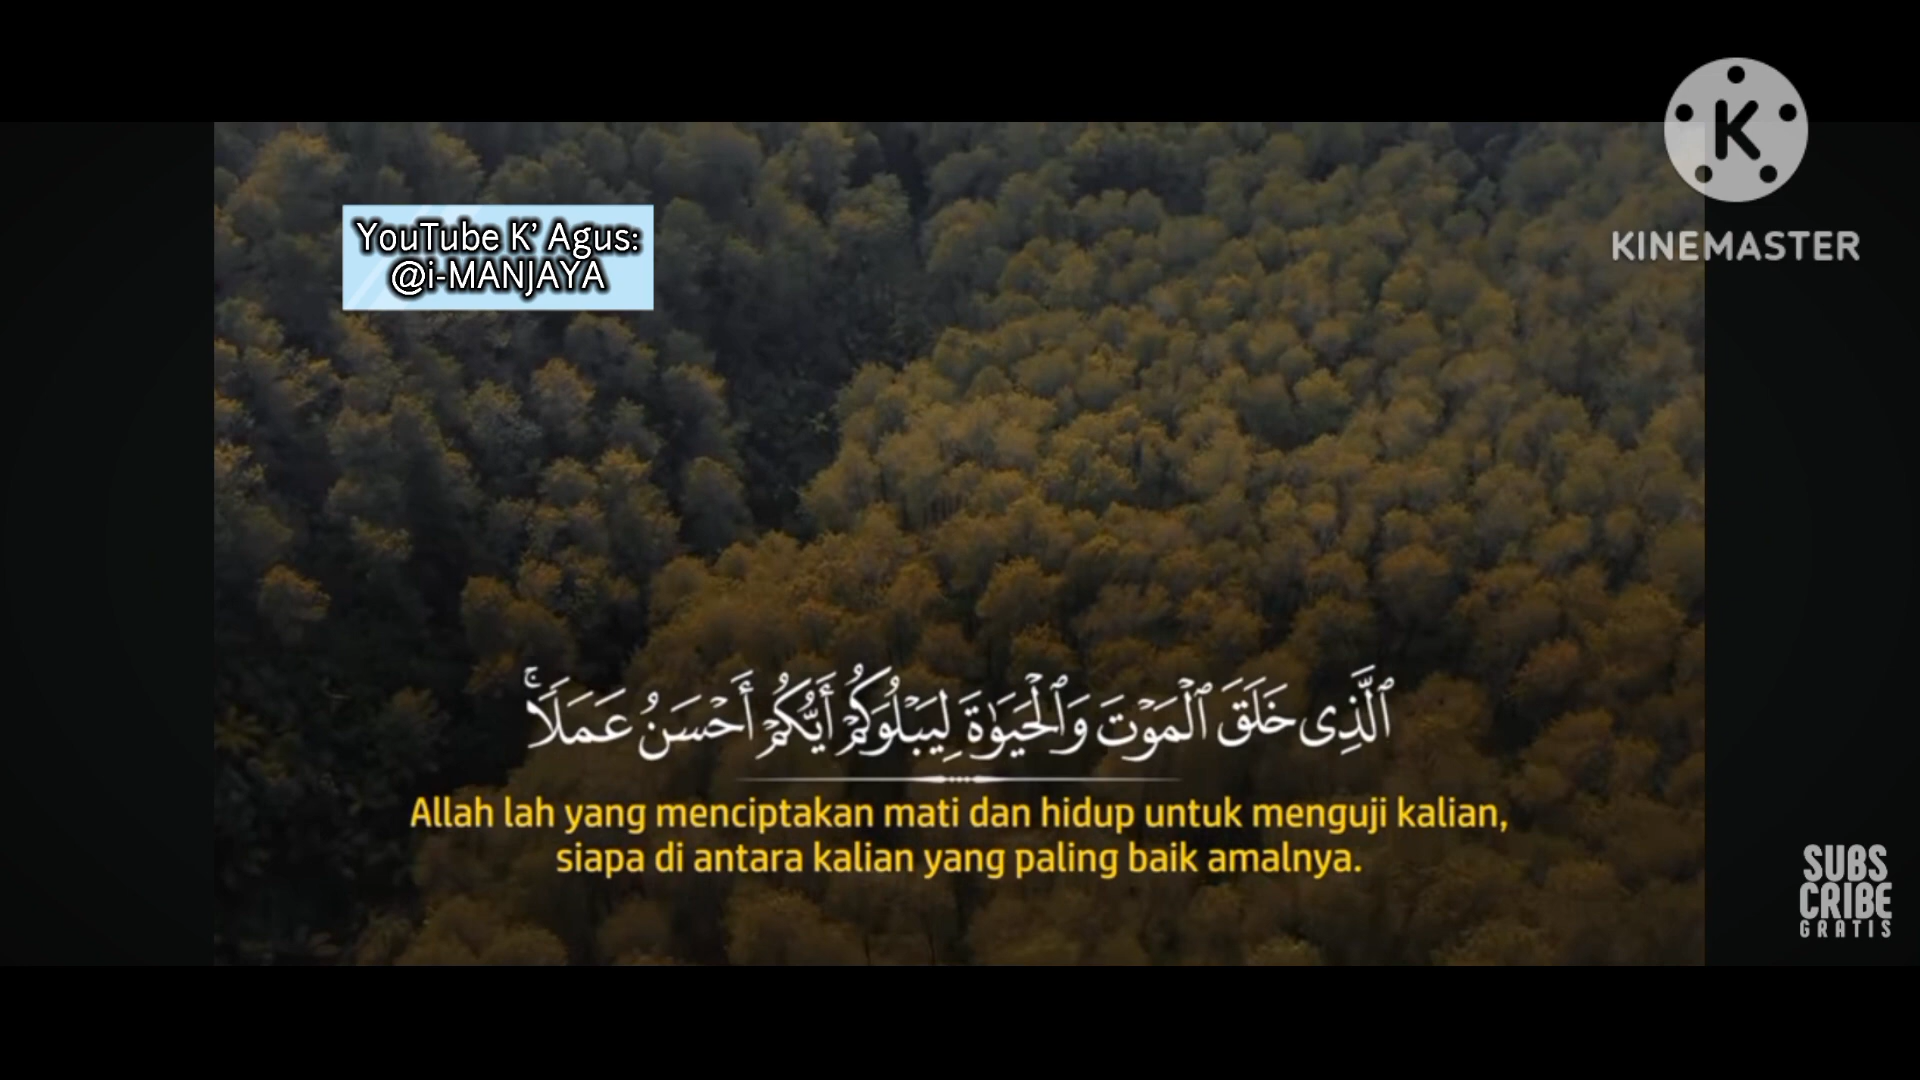 YouTube K’ Agus:
@i-MANJAYA
KINEMASTER
ٱلَّذِى خَلَقَ ٱلْمَوْتَ وَٱلْحَيَوٰةَ لِيَبْلُوَكُمْ أَيُّكُمْ أَحْسَنُ عَمَلًا ۚ
Allah lah yang menciptakan mati dan hidup untuk menguji kalian,
siapa di antara kalian yang paling baik amalnya.
SUBS
CRIBE
GRATIS